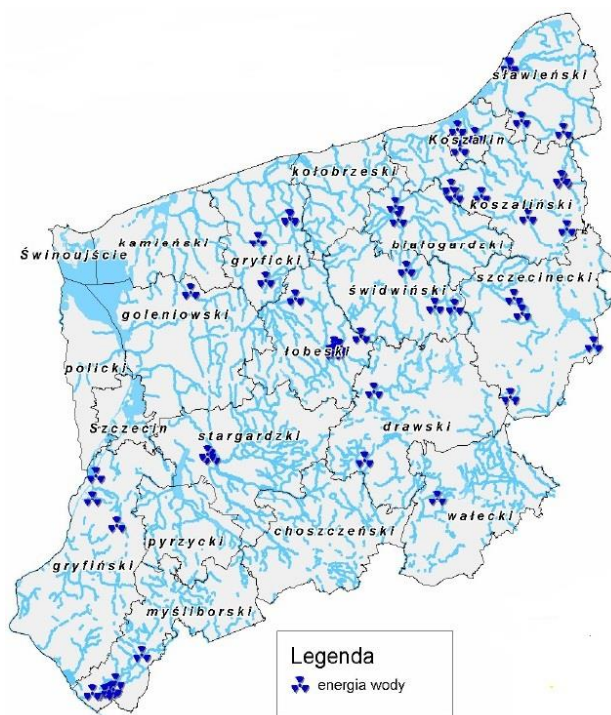 sławieński
Koszalin
kołobrzeski
koszaliński
kamieński
białogardzki
Świnoujście
gryficki
szczecinecki
świdwiński
goleniowski
łobeski
policki
Szczecin
drawski
stargardzki
wałecki
choszczeński
pyrzycki
gryfiński
myśliborski
Legenda
energia wody